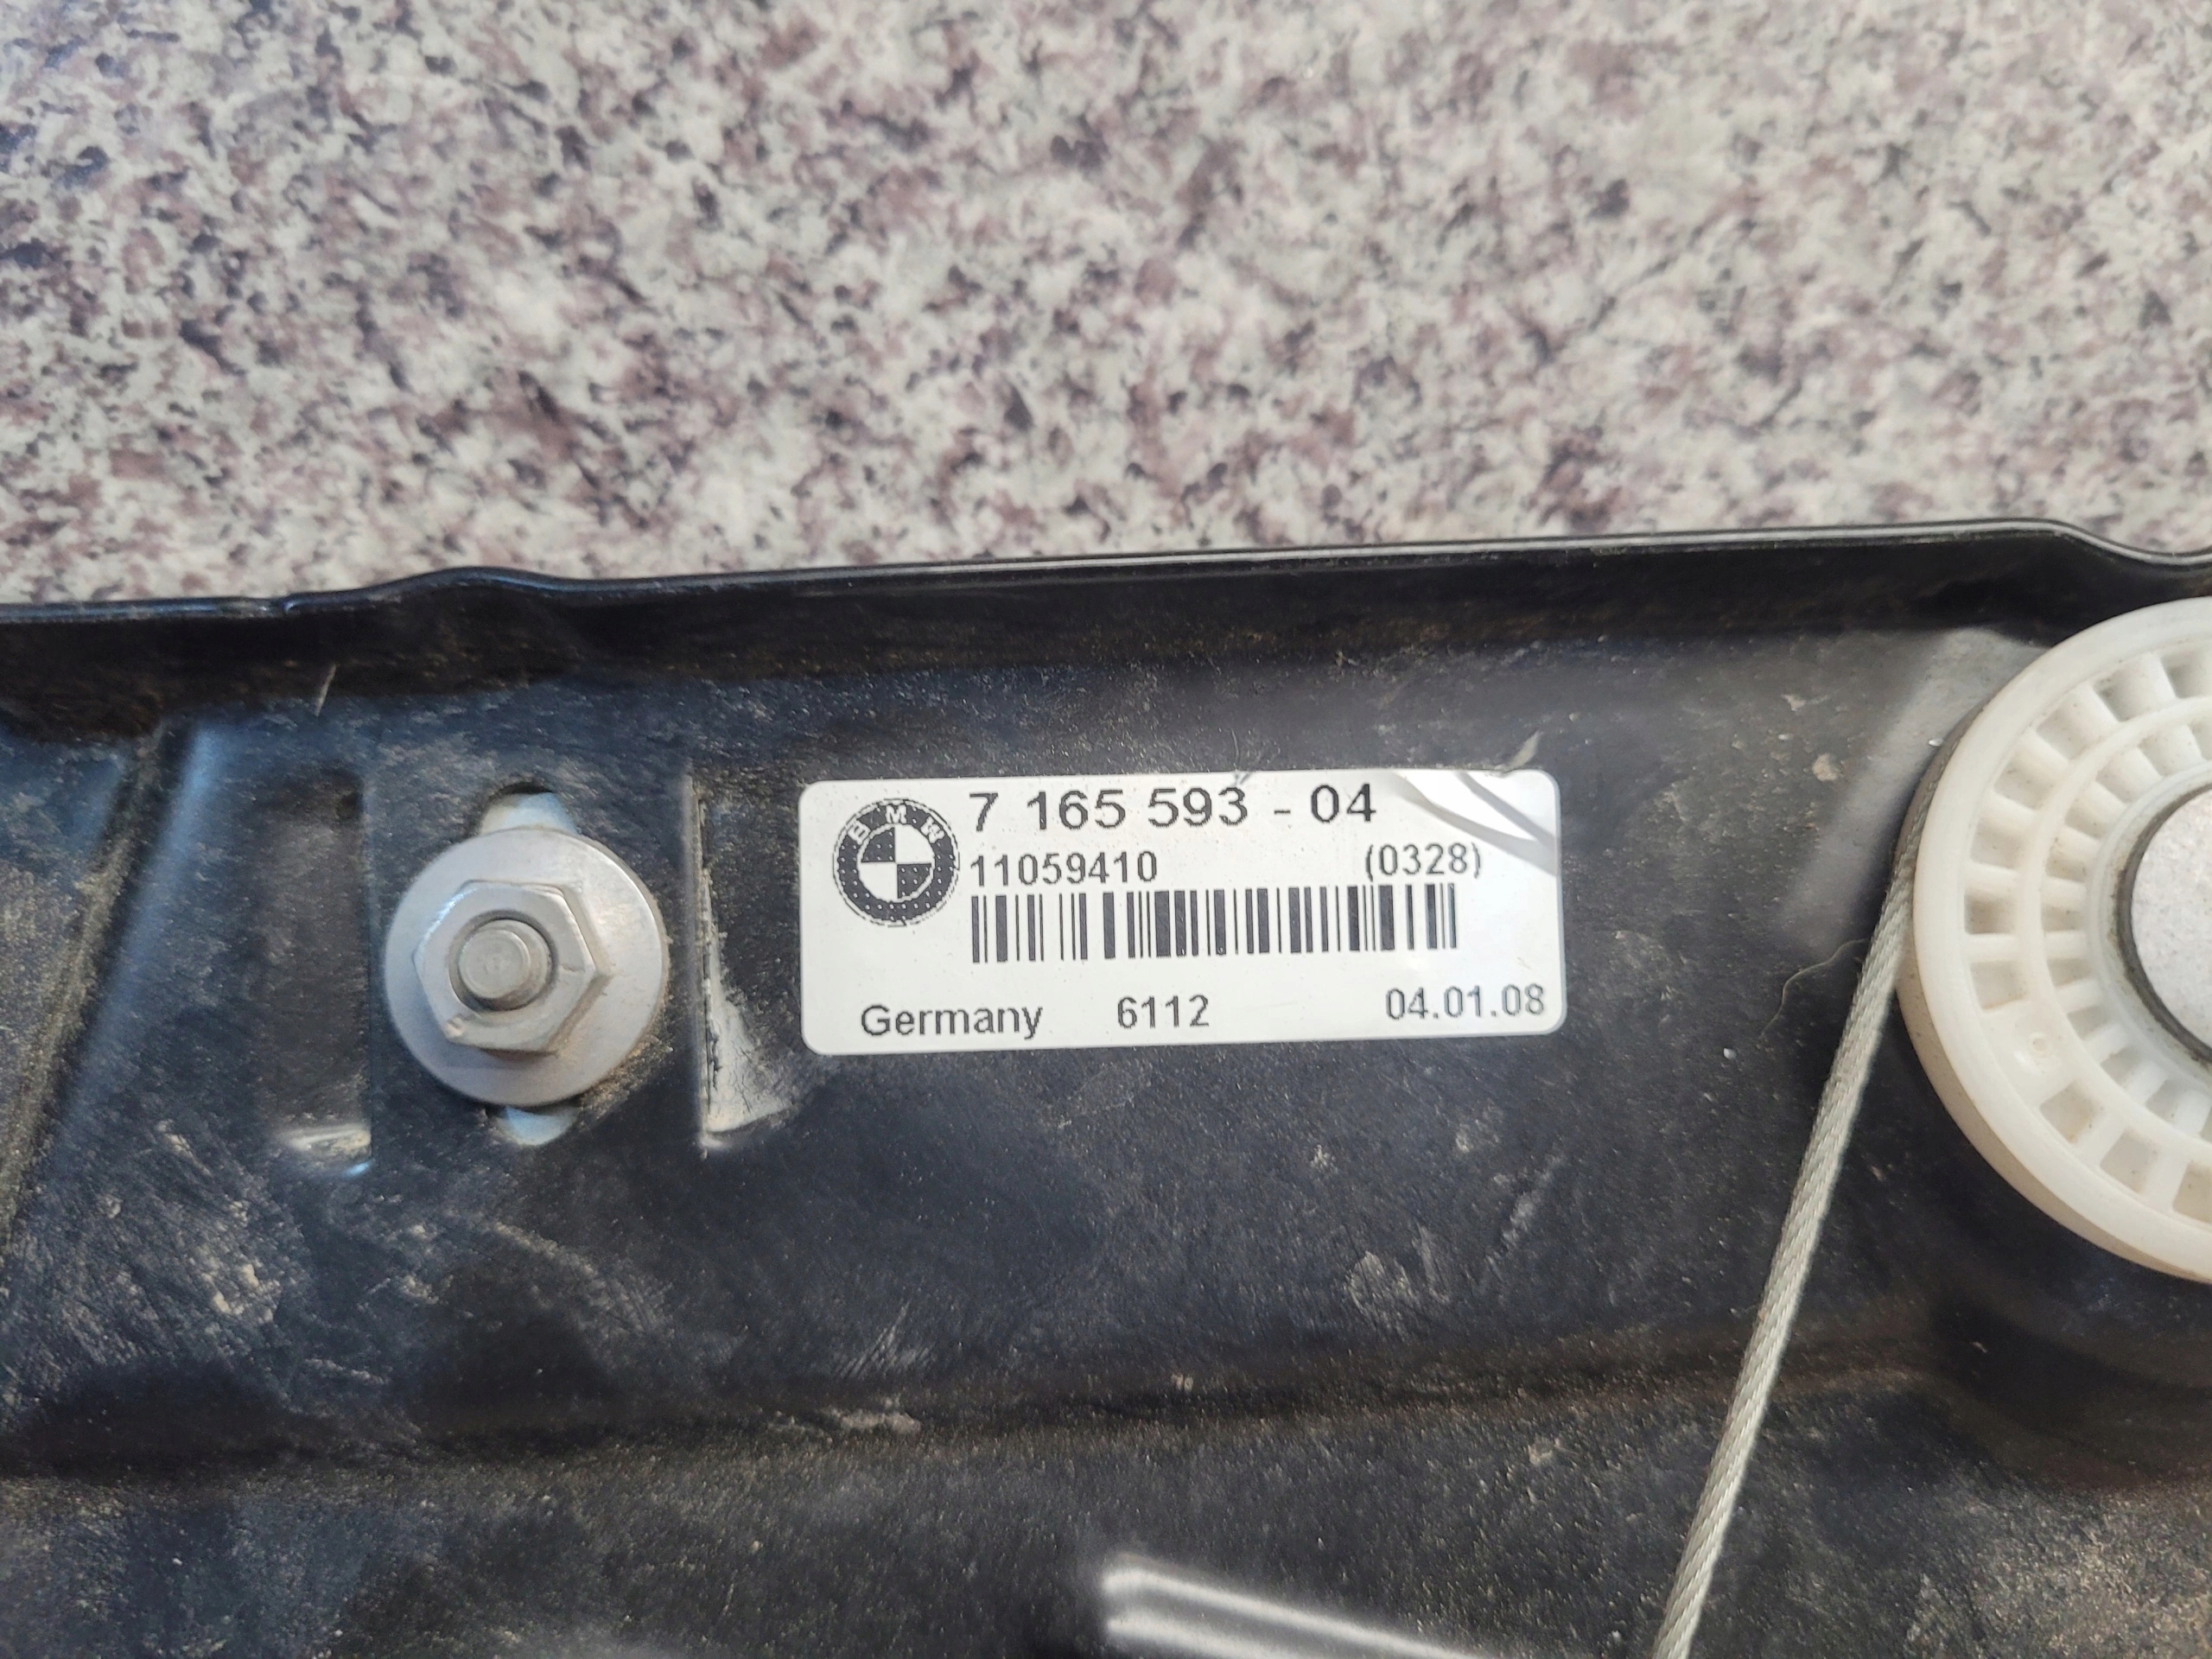 BMW
7 165 593 - 04
11059410 (0328)
Germany 6112 04.01.08